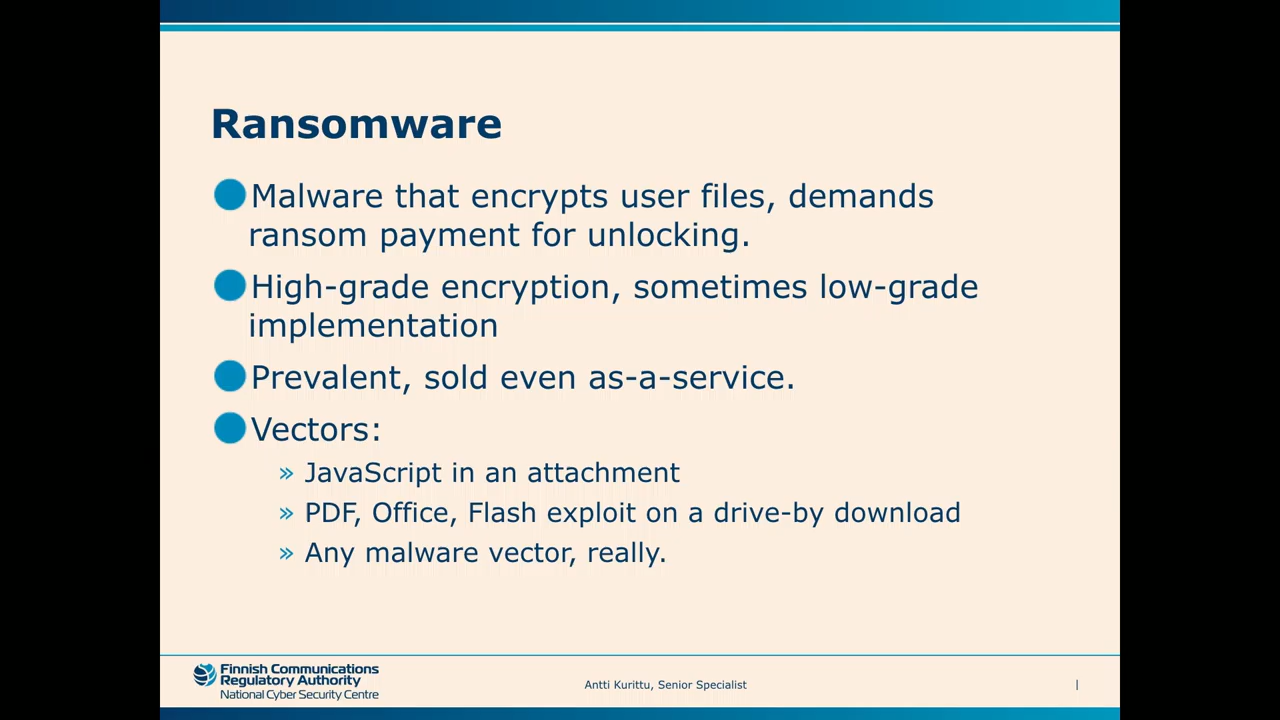 Ransomware
Malware that encrypts user files, demands
ransom payment for unlocking.
High-grade encryption, sometimes low-grade
implementation
Prevalent, sold even as-a-service.
Vectors:
» JavaScript in an attachment
» PDF, Office, Flash exploit on a drive-by download
» Any malware vector, really.
Finnish Communications
Regulatory Authority
National Cyber Security Centre
Antti Kurittu, Senior Specialist
|